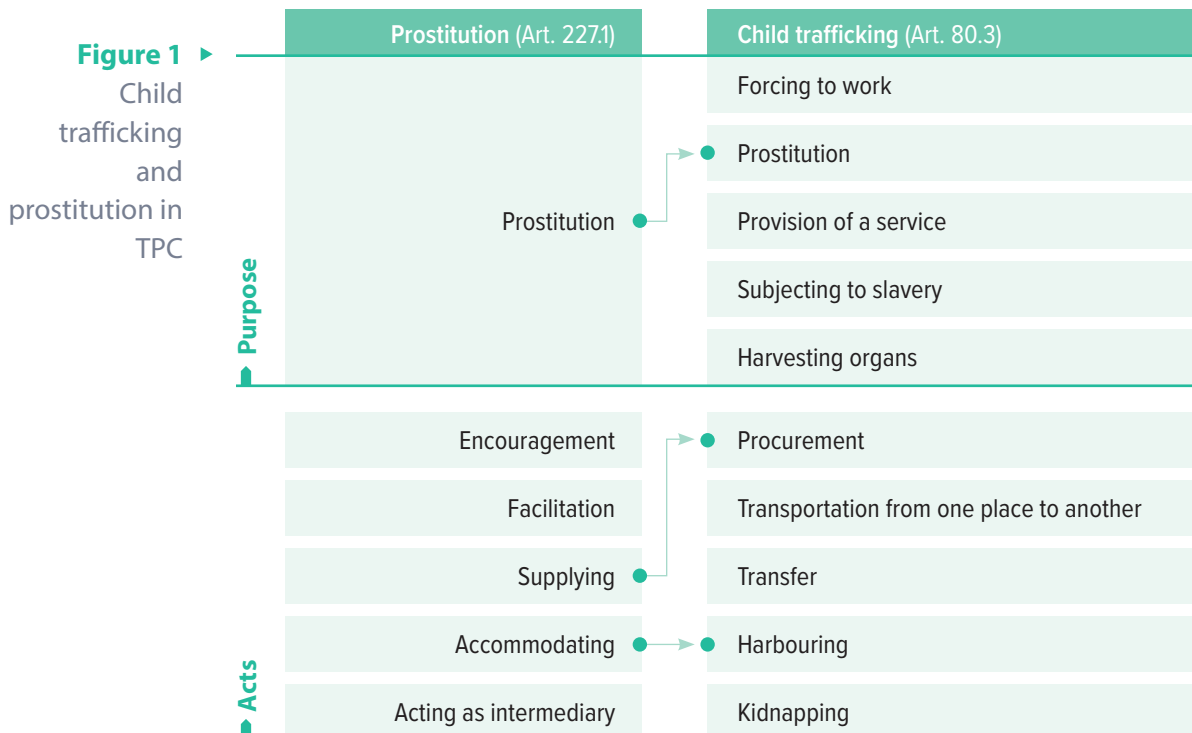 Figure 1
Child
trafficking
and
prostitution in
TPC
Prostitution (Art. 227.1)
Child trafficking (Art. 80.3)
Purpose
Prostitution
Forcing to work
Prostitution
Provision of a service
Subjecting to slavery
Harvesting organs
Acts
Encouragement
Procurement
Facilitation
Transportation from one place to another
Supplying
Transfer
Accommodating
Harbouring
Acting as intermediary
Kidnapping